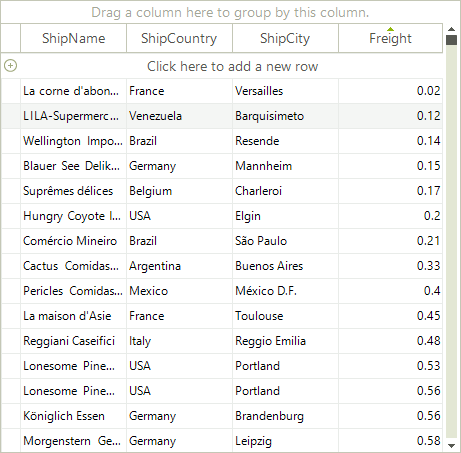 Drag a column here to group by this column.
ShipName ShipCountry ShipCity Freight
Click here to add a new row
La corne d'abon... France Versailles 0.02
LILA-Supermerc... Venezuela Barquisimeto 0.12
Wellington Impo... Brazil Resende 0.14
Blauer See Delik... Germany Mannheim 0.15
Suprêmes délices Belgium Charleroi 0.17
Hungry Coyote I... USA Elgin 0.2
Comércio Mineiro Brazil São Paulo 0.21
Cactus Comidas... Argentina Buenos Aires 0.33
Pericles Comidas... Mexico México D.F. 0.4
La maison d'Asie France Toulouse 0.45
Reggiani Caseifici Italy Reggio Emilia 0.48
Lonesome Pine... USA Portland 0.53
Lonesome Pine... USA Portland 0.56
Königlich Essen Germany Brandenburg 0.56
Morgenstern Ge... Germany Leipzig 0.58